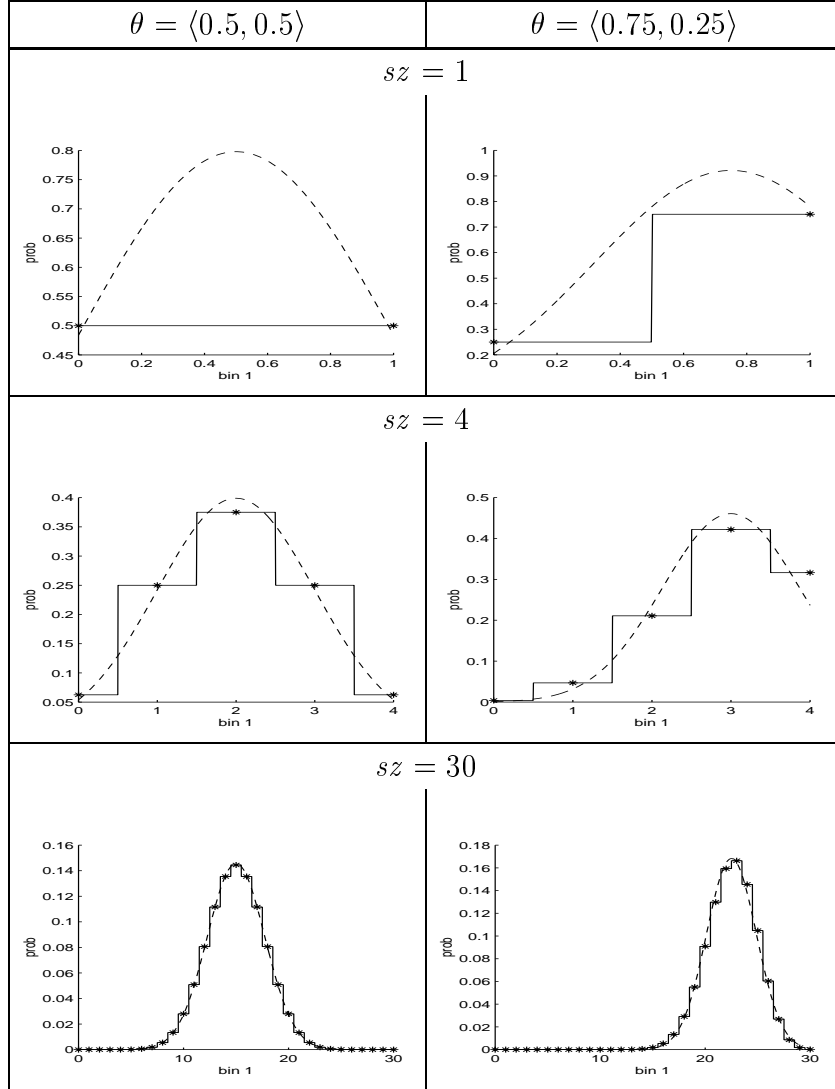 θ = ⟨0.5, 0.5⟩ θ = ⟨0.75, 0.25⟩
sz = 1
0.8
0.75
0.7
0.65
0.6
0.55
0.5
0.45
prob
0 0.2 0.4 0.6 0.8 1
bin 1
1
0.9
0.8
0.7
0.6
0.5
0.4
0.3
0.2
prob
0 0.2 0.4 0.6 0.8 1
bin 1
sz = 4
0.4
0.35
0.3
0.25
0.2
0.15
0.1
0.05
prob
0 1 2 3 4
bin 1
0.5
0.4
0.3
0.2
0.1
0
prob
0 1 2 3 4
bin 1
sz = 30
0.16
0.14
0.12
0.1
0.08
0.06
0.04
0.02
0
prob
0 10 20 30
bin 1
0.18
0.16
0.14
0.12
0.1
0.08
0.06
0.04
0.02
0
prob
0 10 20 30
bin 1